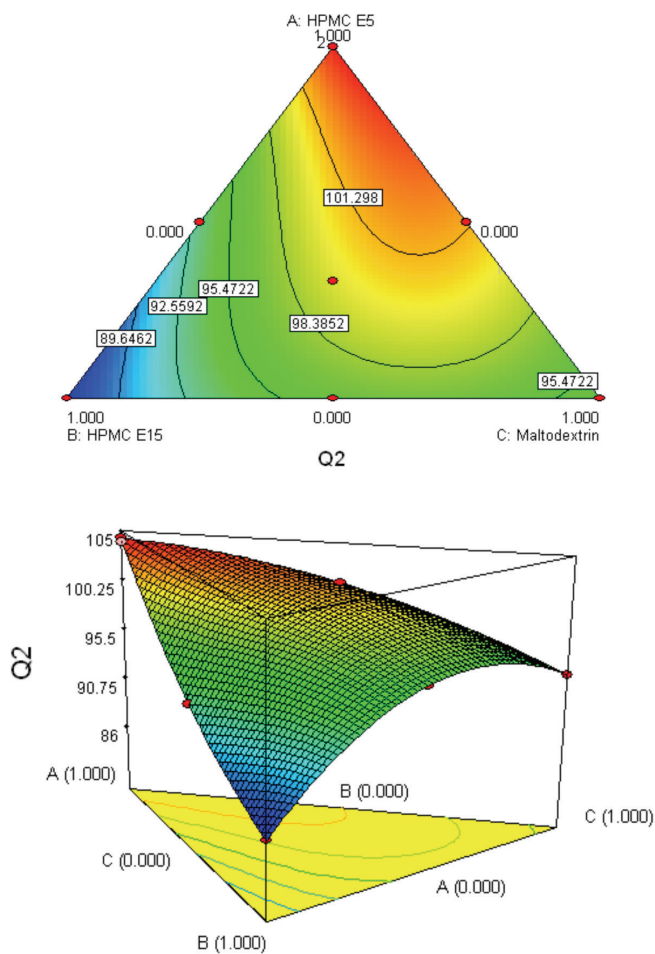 A: HPMC E5
1.000
2
101.298
0.000
0.000
95.4722
92.5592
98.3852
89.6462
95.4722
1.000
0.000
1.000
B: HPMC E15
C: Maltodextrin
Q2
105
100.25
95.5
Q2
90.75
86
A (1.000)
B (0.000)
C (1.000)
C (0.000)
A (0.000)
B (1.000)